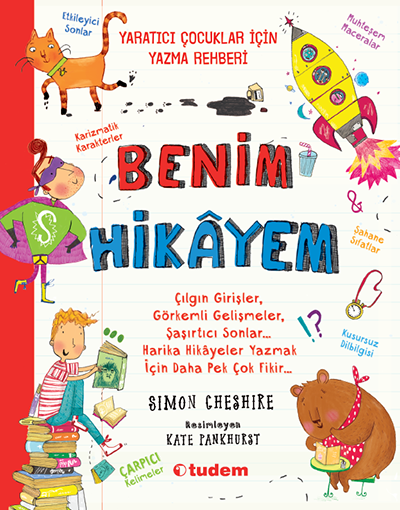 Etkileyici
Sonlar
YARATICI ÇOCUKLAR İÇİN
YAZMA REHBERİ
Muhteşem
Maceralar
Karizmatik
Karakterler
BENİM
HİKÂYEM
S
&
Şahane
Sıfatlar
Çılgın Girişler,
Görkemli Gelişmeler,
Şaşırtıcı Sonlar...
Harika Hikâyeler Yazmak
İçin Daha Pek Çok Fikir...
!?
Kusursuz
Dilbilgisi
SIMON CHESHIRE
Resimleyen
KATE PANKHURST
tudem
ÇARPICI
Kelimeler